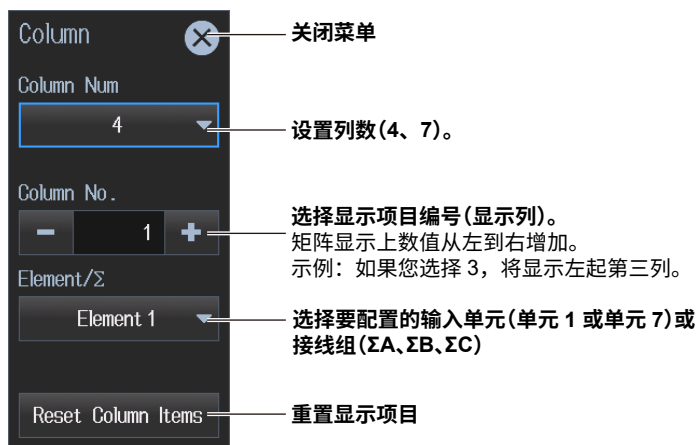 Column
关闭菜单
Column Num
4
设置列数(4、7)。
Column No.
1
选择显示项目编号(显示列)。
矩阵显示上数值从左到右增加。
示例：如果您选择 3，将显示左起第三列。
Element/Σ
Element 1
选择要配置的输入单元(单元 1 或单元 7)或
接线组(ΣA、ΣB、ΣC)
Reset Column Items
重置显示项目